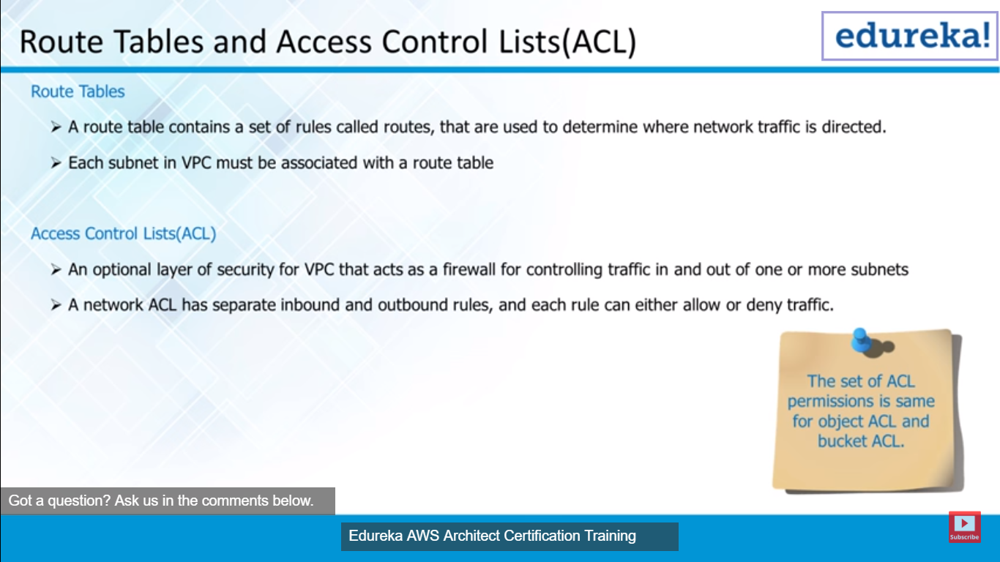 Route Tables and Access Control Lists(ACL)
edureka!
Route Tables
➢ A route table contains a set of rules called routes, that are used to determine where network traffic is directed.
➢ Each subnet in VPC must be associated with a route table
Access Control Lists(ACL)
➢ An optional layer of security for VPC that acts as a firewall for controlling traffic in and out of one or more subnets
➢ A network ACL has separate inbound and outbound rules, and each rule can either allow or deny traffic.
The set of ACL
permissions is same
for object ACL and
bucket ACL.
Got a question? Ask us in the comments below.
Edureka AWS Architect Certification Training
Subscribe